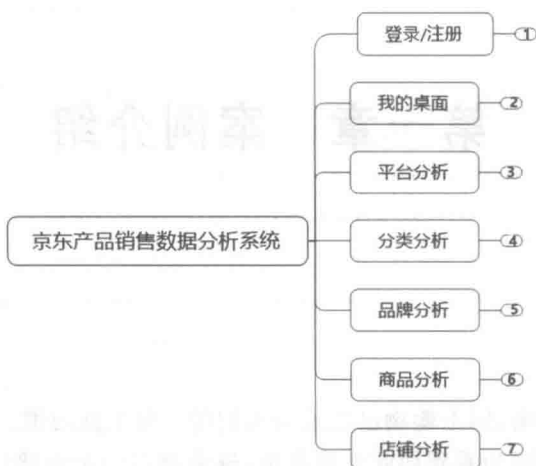 登录/注册 1
我的桌面 2
平台分析 3
京东产品销售数据分析系统
分类分析 4
品牌分析 5
商品分析 6
店铺分析 7